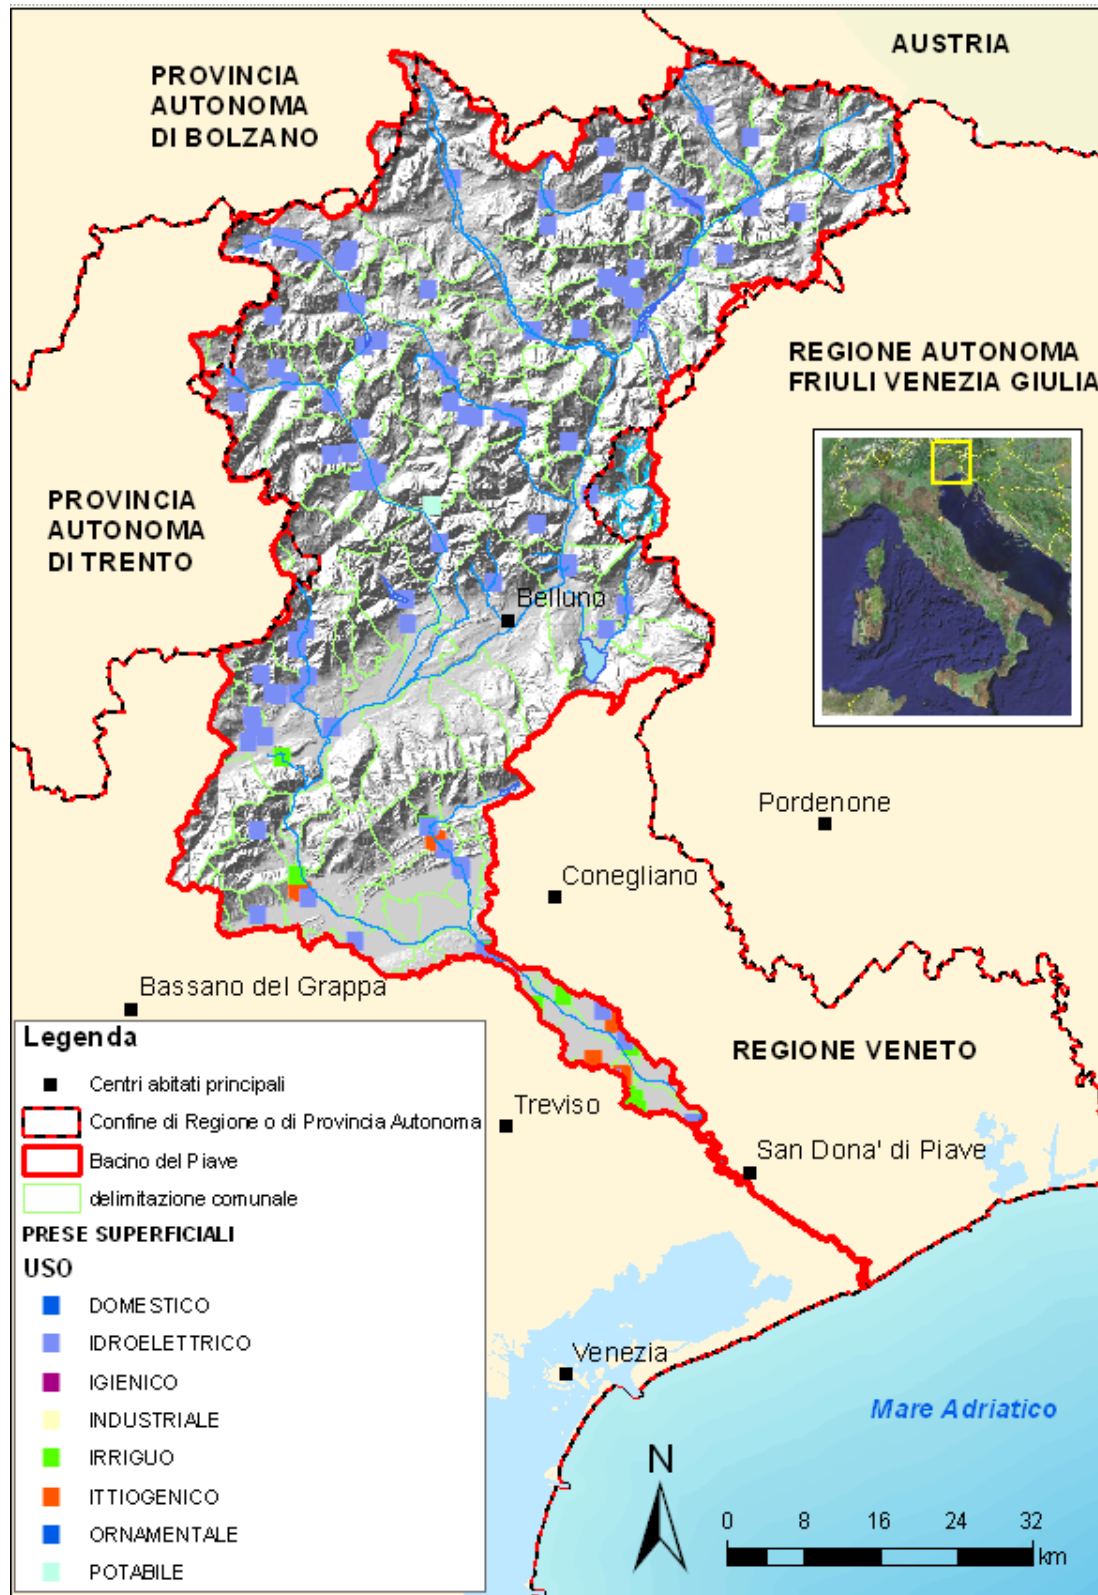 AUSTRIA
PROVINCIA
AUTONOMA
DI BOLZANO
REGIONE AUTONOMA
FRIULI VENEZIA GIULIA
PROVINCIA
AUTONOMA
DI TRENTO
Belluno
Pordenone
Conegliano
Bassano del Grappa
REGIONE VENETO
Treviso
San Dona' di Piave
Venezia
Mare Adriatico
Legenda
Centri abitati principali
Confine di Regione o di Provincia Autonoma
Bacino del Piave
delimitazione comunale
PRESE SUPERFICIALI
USO
DOMESTICO
IDROELETTRICO
IGIENICO
INDUSTRIALE
IRRIGUO
ITTIOGENICO
ORNAMENTALE
POTABILE
N
0 8 16 24 32
km